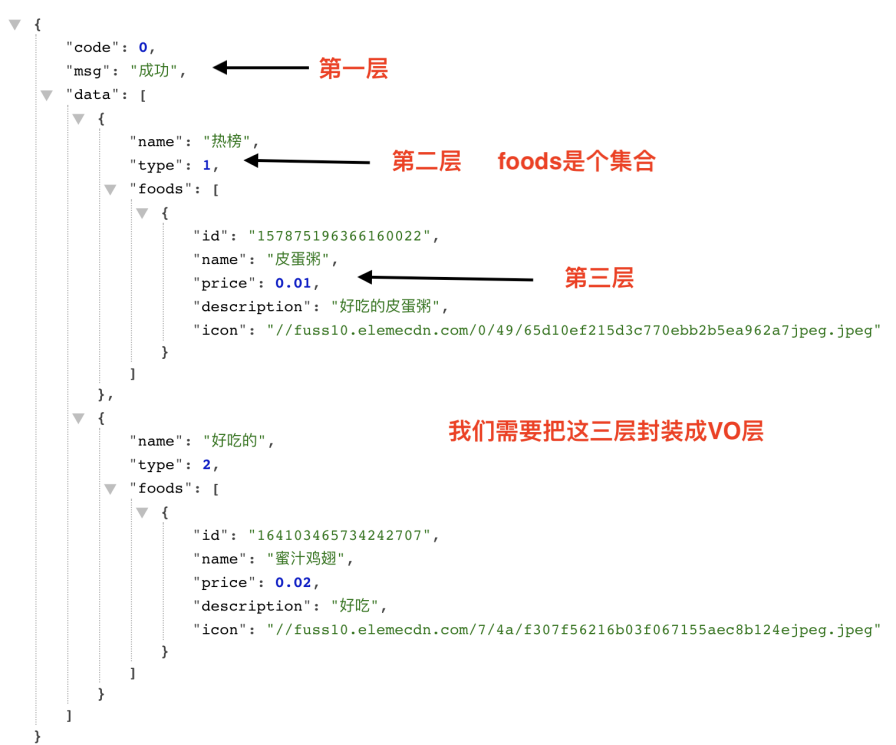 {
"code": 0,
"msg": "成功", 第一层
"data": [
{
"name": "热榜",
"type": 1, 第二层 foods是个集合
"foods": [
{
"id": "157875196366160022",
"name": "皮蛋粥",
"price": 0.01, 第三层
"description": "好吃的皮蛋粥",
"icon": "//fuss10.elemecdn.com/0/49/65d10ef215d3c770ebb2b5ea962a7jpeg.jpeg"
}
]
},
{
"name": "好吃的", 我们需要把这三层封装成VO层
"type": 2,
"foods": [
{
"id": "164103465734242707",
"name": "蜜汁鸡翅",
"price": 0.02,
"description": "好吃",
"icon": "//fuss10.elemecdn.com/7/4a/f307f56216b03f067155aec8b124ejpeg.jpeg"
}
]
}
]
}